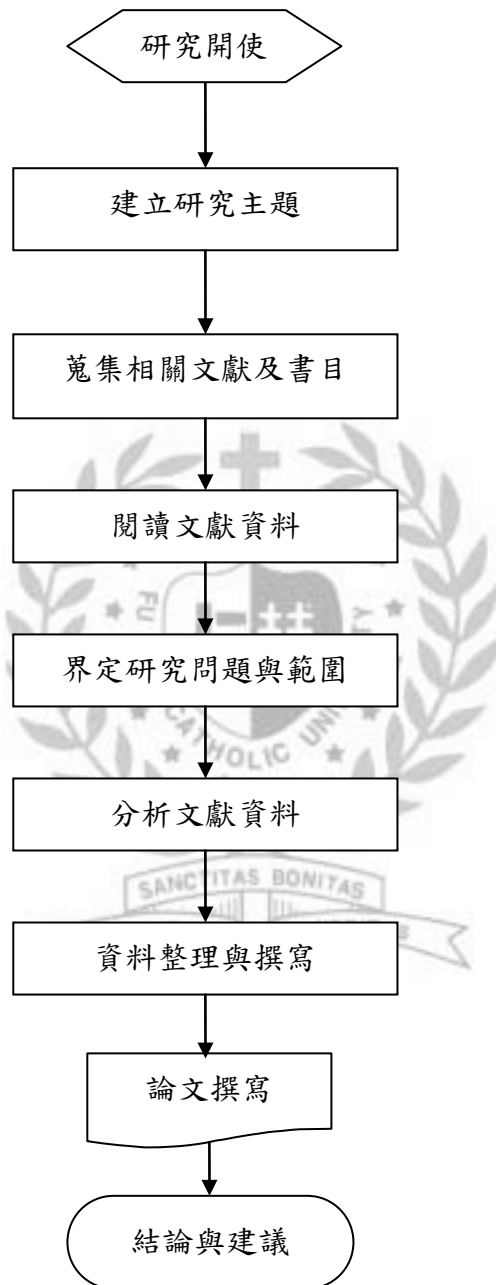 研究開使
建立研究主題
蒐集相關文獻及書目
閱讀文獻資料
FU
界定研究問題與範圍
CATHOLIC UNI
分析文獻資料
SANCTITAS BONITAS
資料整理與撰寫
論文撰寫
結論與建議